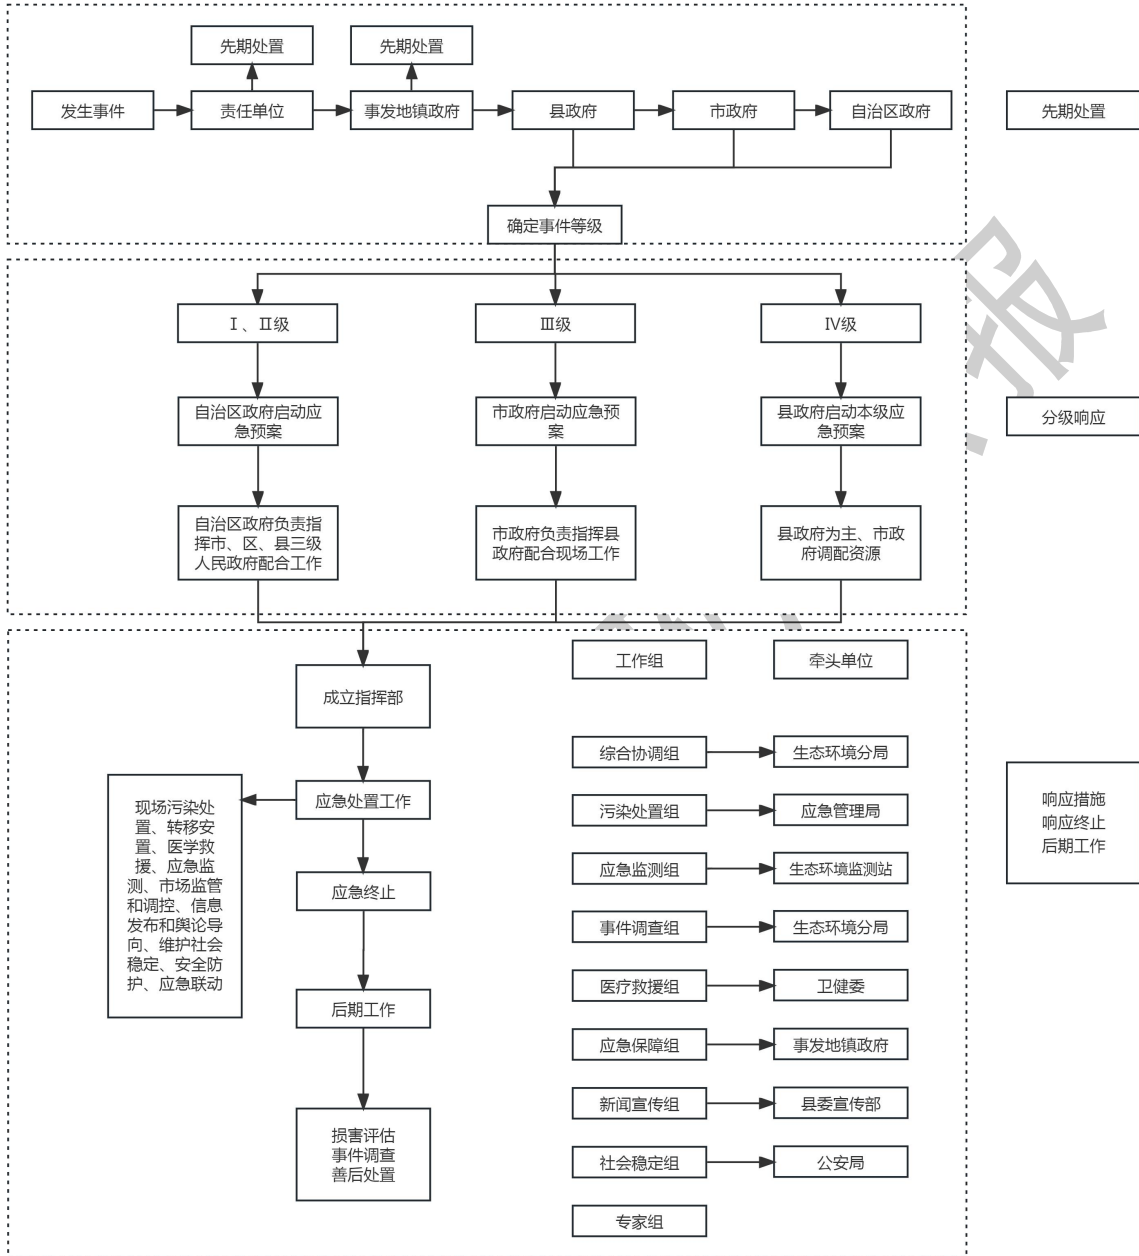 先期处置
先期处置
发生事件
责任单位
事发地镇政府
县政府
市政府
自治区政府
先期处置
确定事件等级
Ⅰ、Ⅱ级
Ⅲ级
Ⅳ级
自治区政府启动应
急预案
市政府启动应急预
案
县政府启动本级应
急预案
分级响应
自治区政府负责指
挥市、区、县三级
人民政府配合工作
市政府负责指挥县
政府配合现场工作
县政府为主、市政
府调配资源
工作组
牵头单位
成立指挥部
综合协调组
生态环境分局
应急处置工作
污染处置组
应急管理局
现场污染处
置、转移安
置、医学救
援、应急监
测、市场监管
和调控、信息
发布和舆论导
向、维护社会
稳定、安全防
护、应急联动
响应措施
响应终止
后期工作
应急终止
应急监测组
生态环境监测站
事件调查组
生态环境分局
后期工作
医疗救援组
卫健委
应急保障组
事发地镇政府
新闻宣传组
县委宣传部
损害评估
事件调查
善后处置
社会稳定组
公安局
专家组
报